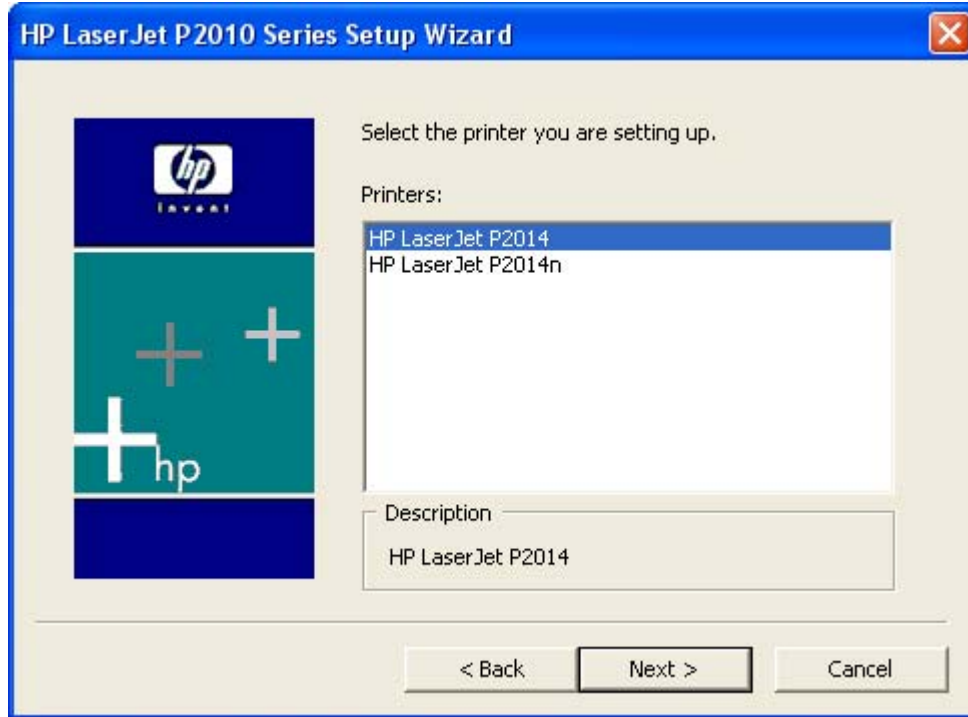 HP LaserJet P2010 Series Setup Wizard
hp
invent
hp
Select the printer you are setting up.
Printers:
HP LaserJet P2014
HP LaserJet P2014n
Description
HP LaserJet P2014
< Back
Next >
Cancel